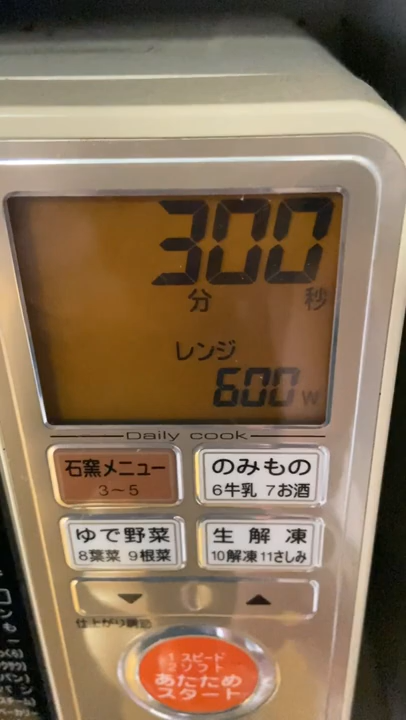 300
分 秒
レンジ
600 W
Daily cook
石窯メニュー
3～5
のみもの
6牛乳 7お酒
ゆで野菜
8葉菜 9根菜
生解凍
10解凍 11さしみ
仕上がり調節
1 スピード
2 ソフト
あたため
スタート